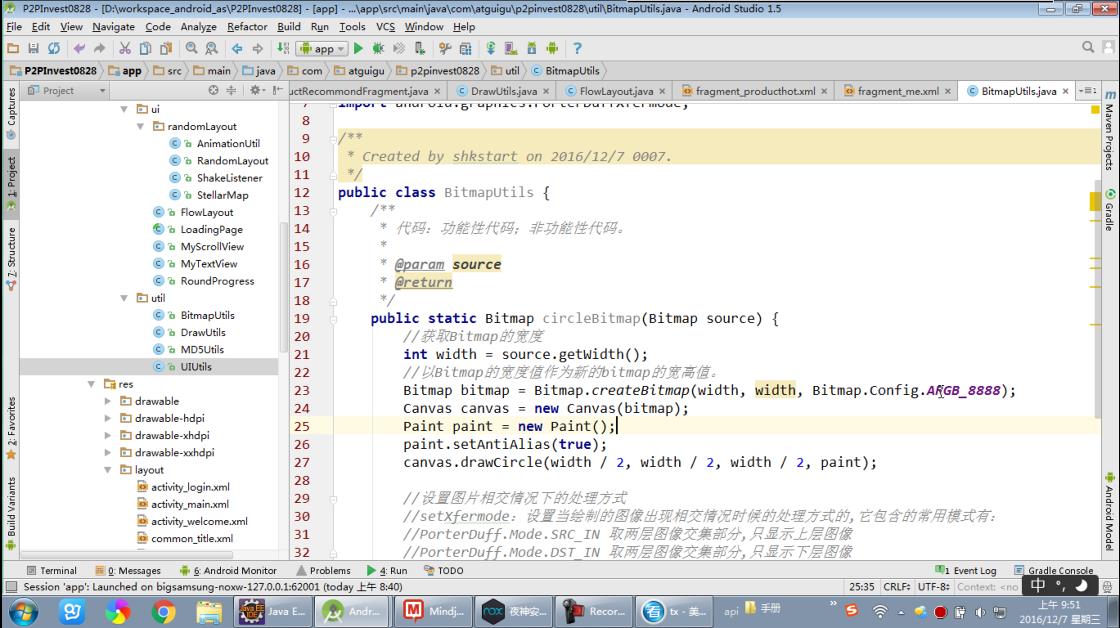 P2PInvest0828 - [D:\workspace_android_as\P2PInvest0828] - [app] - ...\app\src\main\java\com\atguigu\p2pinvest0828\util\BitmapUtils.java - Android Studio 1.5
File Edit View Navigate Code Analyze Refactor Build Run Tools VCS Window Help
app
P2PInvest0828 app src main java com atguigu p2pinvest0828 util BitmapUtils
Project
uctRecommondFragment.java DrawUtils.java FlowLayout.java fragment_producthot.xml fragment_me.xml BitmapUtils.java
Captures
1: Project
7: Structure
2: Favorites
Build Variants
ui
randomLayout
AnimationUtil
RandomLayout
ShakeListener
StellarMap
FlowLayout
LoadingPage
MyScrollView
MyTextView
RoundProgress
util
BitmapUtils
DrawUtils
MD5Utils
UIUtils
res
drawable
drawable-hdpi
drawable-xhdpi
drawable-xxhdpi
layout
activity_login.xml
activity_main.xml
activity_welcome.xml
common_title.xml
7 import android.graphics.PorterDuffXfermode;
8
9 /**
10 * Created by shkstart on 2016/12/7 0007.
11 */
12 public class BitmapUtils {
13 /**
14 * 代码：功能性代码；非功能性代码。
15 *
16 * @param source
17 * @return
18 */
19 public static Bitmap circleBitmap(Bitmap source) {
20 //获取Bitmap的宽度
21 int width = source.getWidth();
22 //以Bitmap的宽度值作为新的bitmap的宽高值。
23 Bitmap bitmap = Bitmap.createBitmap(width, width, Bitmap.Config.ARGB_8888);
24 Canvas canvas = new Canvas(bitmap);
25 Paint paint = new Paint();
26 paint.setAntiAlias(true);
27 canvas.drawCircle(width / 2, width / 2, width / 2, paint);
28
29 //设置图片相交情况下的处理方式
30 //setXfermode：设置当绘制的图像出现相交情况时候的处理方式的,它包含的常用模式有：
31 //PorterDuff.Mode.SRC_IN 取两层图像交集部分,只显示上层图像
32 //PorterDuff.Mode.DST_IN 取两层图像交集部分,只显示下层图像
Maven Projects
Gradle
Android Model
Terminal 0: Messages 6: Android Monitor Problems 4: Run TODO 1 Event Log Gradle Console
Session 'app': Launched on bigsamsung-noxw-127.0.0.1:62001 (today 上午 8:40) 25:35 CRLF÷ UTF-8÷ Context: <no
中 °,
Java E... Andr... Mindj... 夜神安... Recor... tx - 美... api 手册
上午 9:51
2016/12/7 星期三